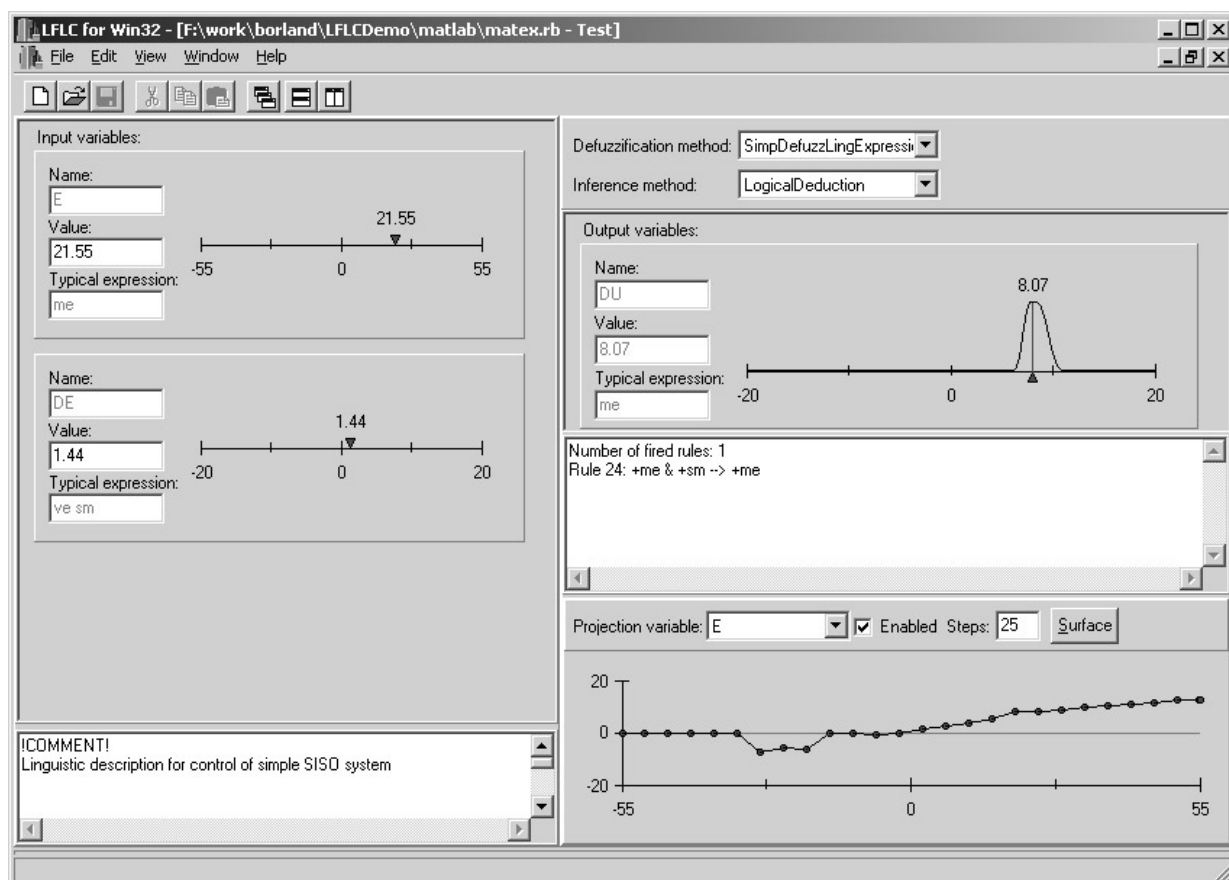 LFLC for Win32 - [F:\work\borland\LFLCDemo\matlab\matex.rb - Test]
File Edit View Window Help
Input variables:
Name:
E
Value:
21.55
Typical expression:
me
21.55
-55 0 55
Name:
DE
Value:
1.44
Typical expression:
ve sm
1.44
-20 0 20
!COMMENT!
Linguistic description for control of simple SISO system
Defuzzification method: SimpDefuzzLingExpressi
Inference method: LogicalDeduction
Output variables:
Name:
DU
Value:
8.07
Typical expression:
me
8.07
-20 0 20
Number of fired rules: 1
Rule 24: +me & +sm --> +me
Projection variable: E Enabled Steps: 25 Surface
20
0
-20
-55 0 55